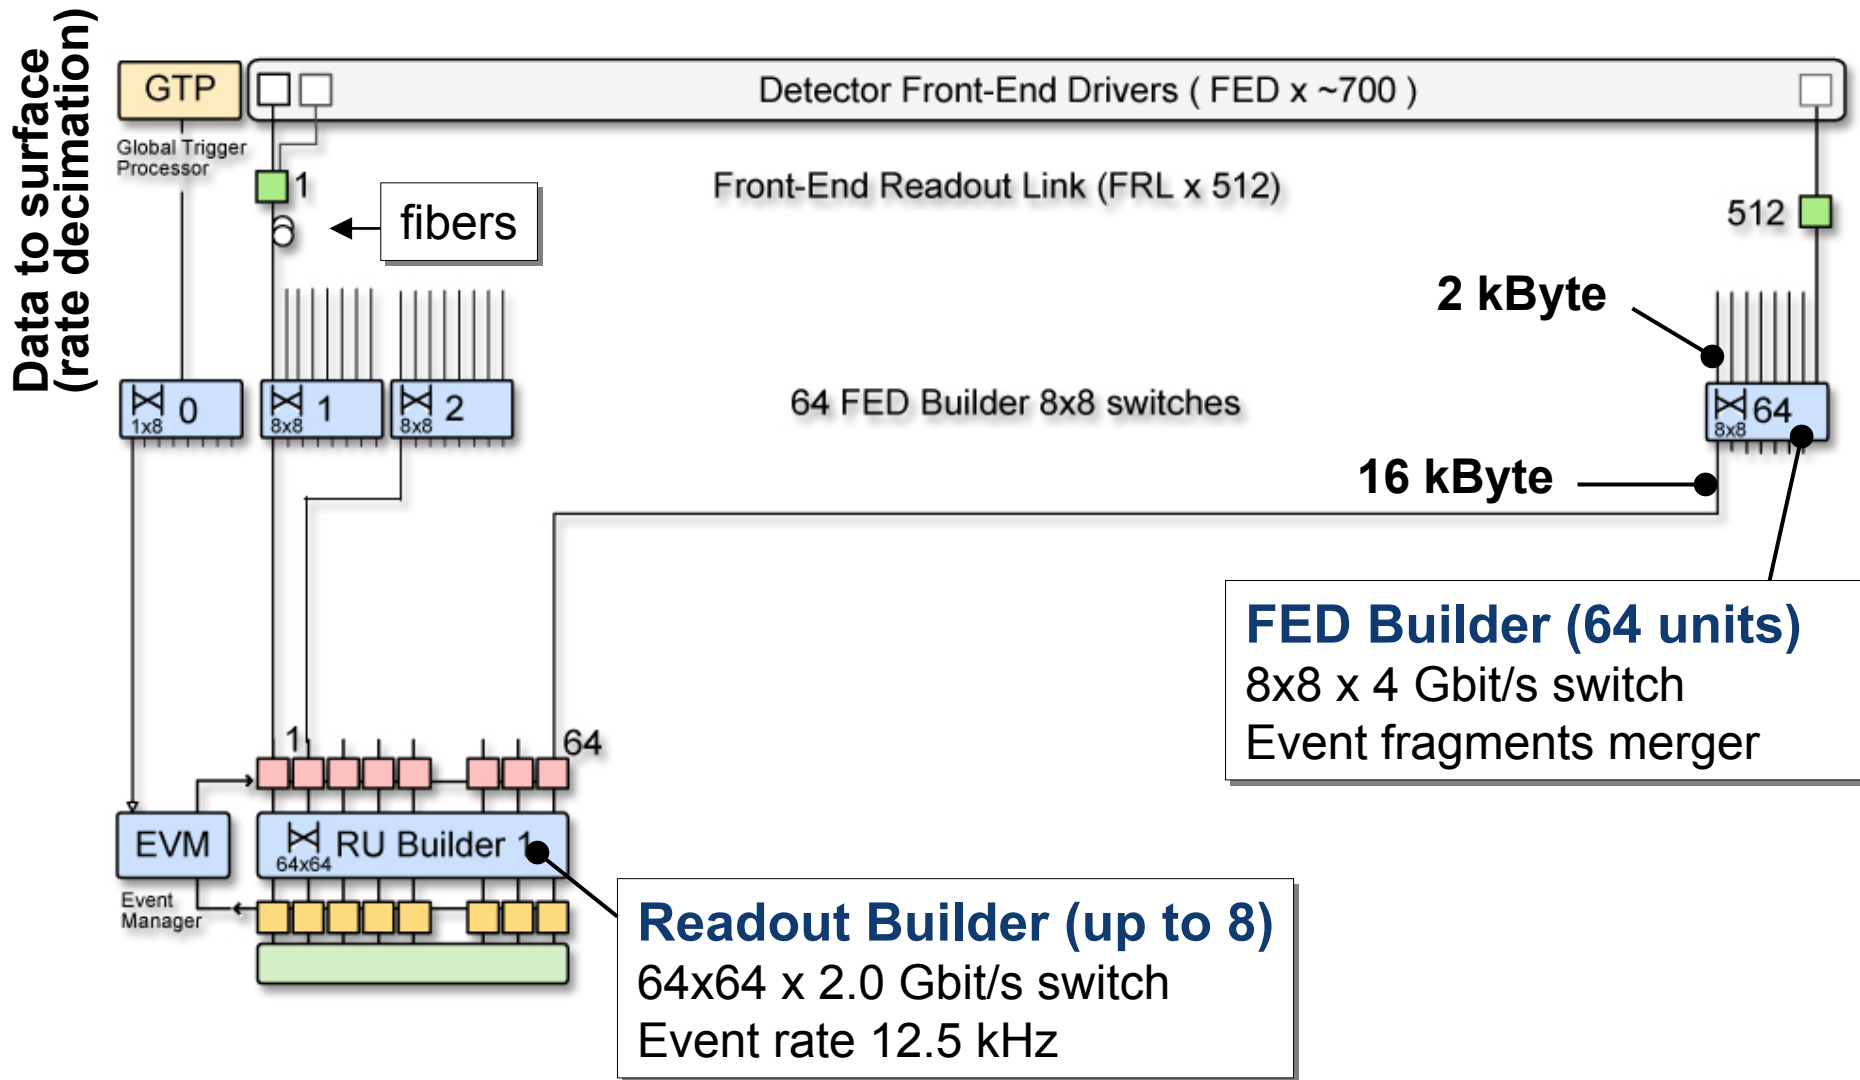 Data to surface
(rate decimation)
GTP
Detector Front-End Drivers ( FED x ~700 )
Global Trigger
Processor
1
Front-End Readout Link (FRL x 512)
512
fibers
2 kByte
1x8
0
8x8
1
8x8
2
64 FED Builder 8x8 switches
8x8
64
16 kByte
FED Builder (64 units)
8x8 x 4 Gbit/s switch
Event fragments merger
1
64
EVM
64x64
RU Builder 1
Event
Manager
Readout Builder (up to 8)
64x64 x 2.0 Gbit/s switch
Event rate 12.5 kHz